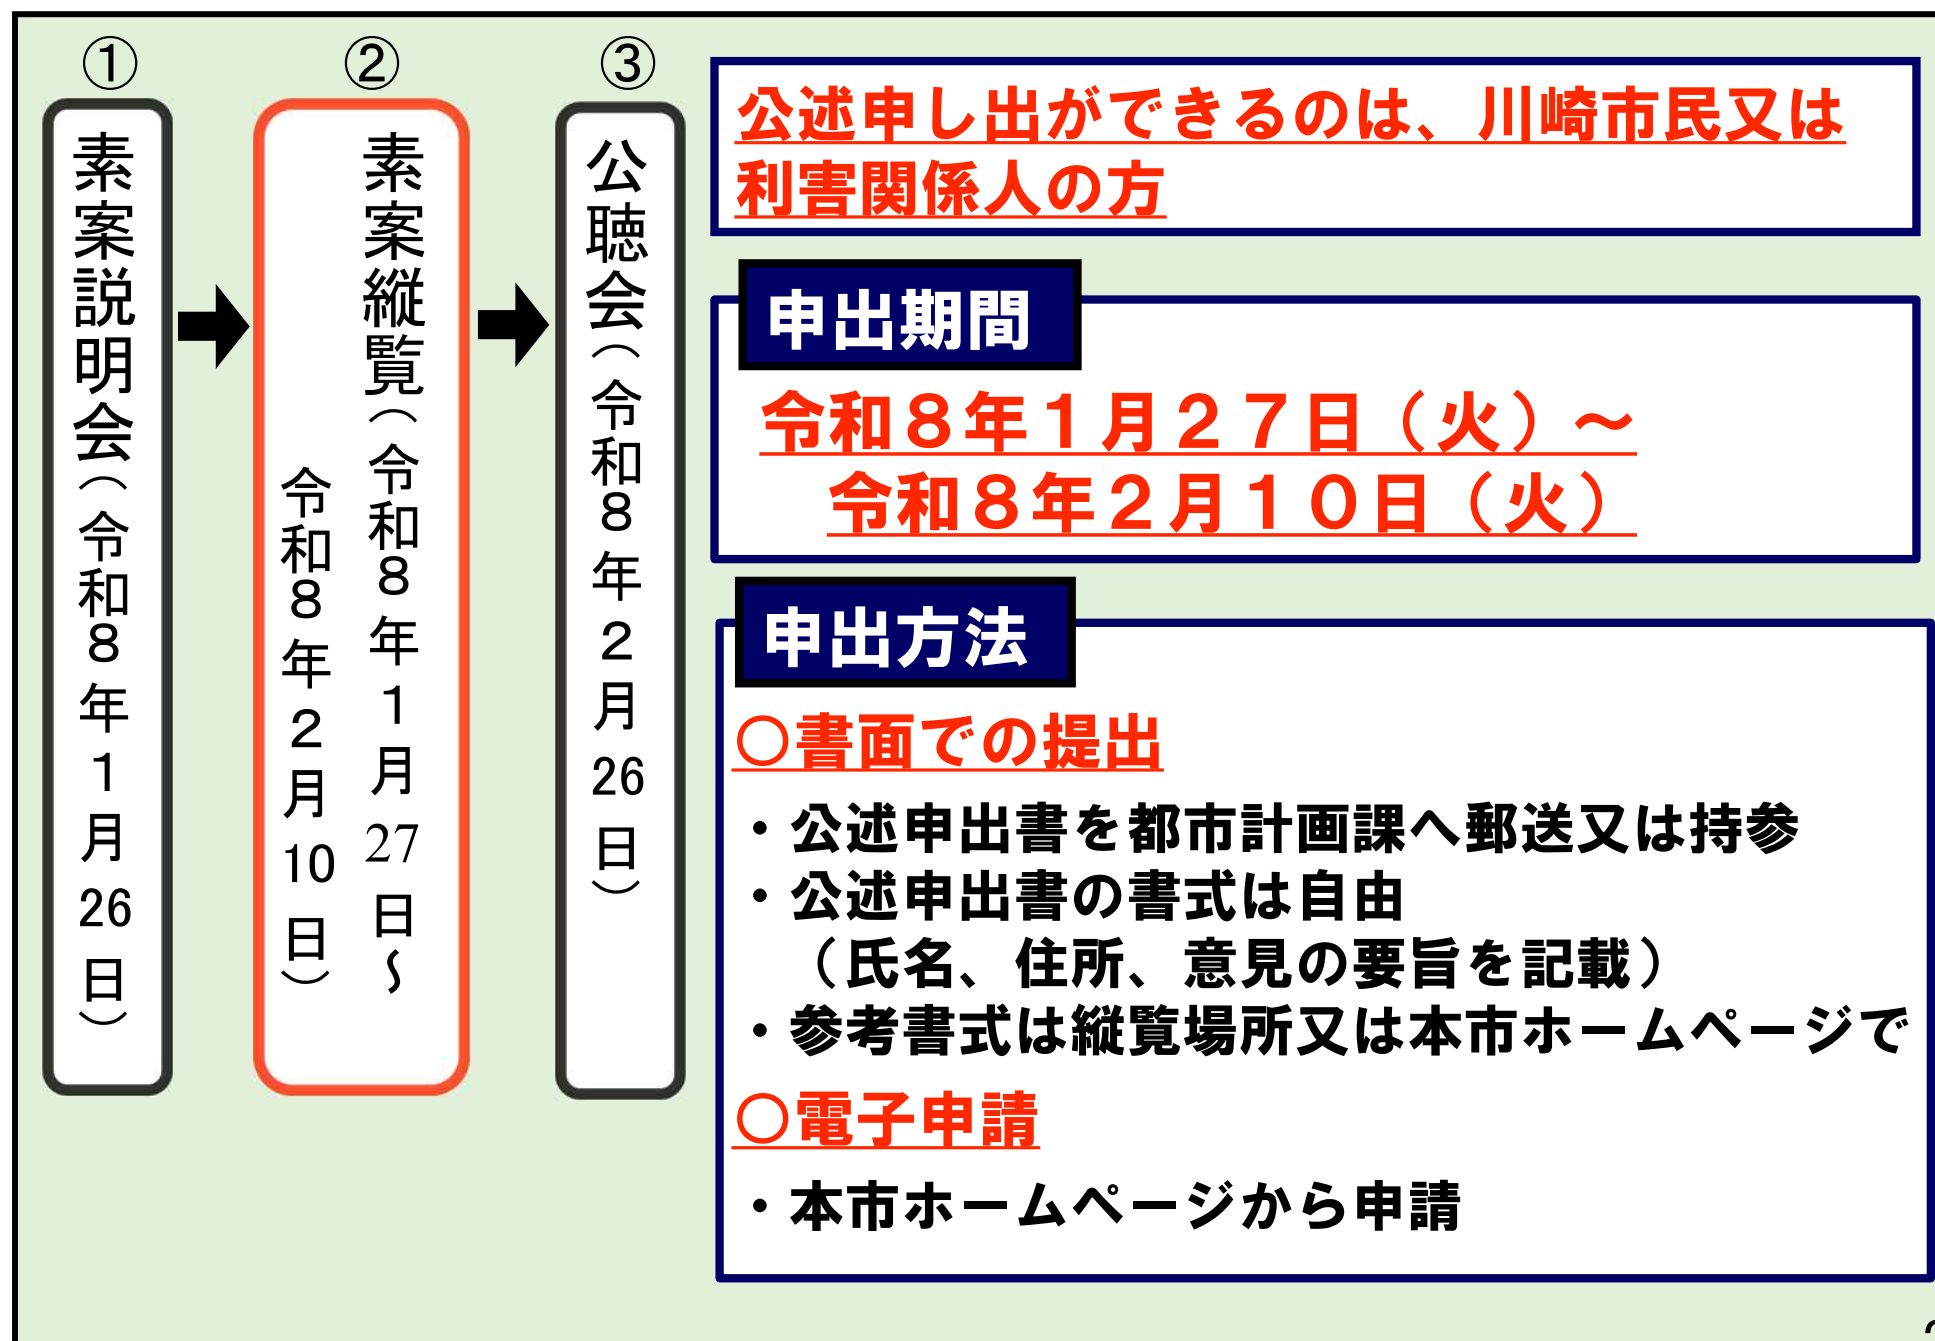 ①
素案説明会（令和８年１月26日）
②
素案縦覧（令和８年１月27日～
令和８年２月10日）
③
公聴会（令和８年２月26日）
公述申し出ができるのは、川崎市民又は
利害関係人の方
申出期間
令和８年１月２７日（火）～
令和８年２月１０日（火）
申出方法
○書面での提出
・公述申出書を都市計画課へ郵送又は持参
・公述申出書の書式は自由
（氏名、住所、意見の要旨を記載）
・参考書式は縦覧場所又は本市ホームページで
○電子申請
・本市ホームページから申請